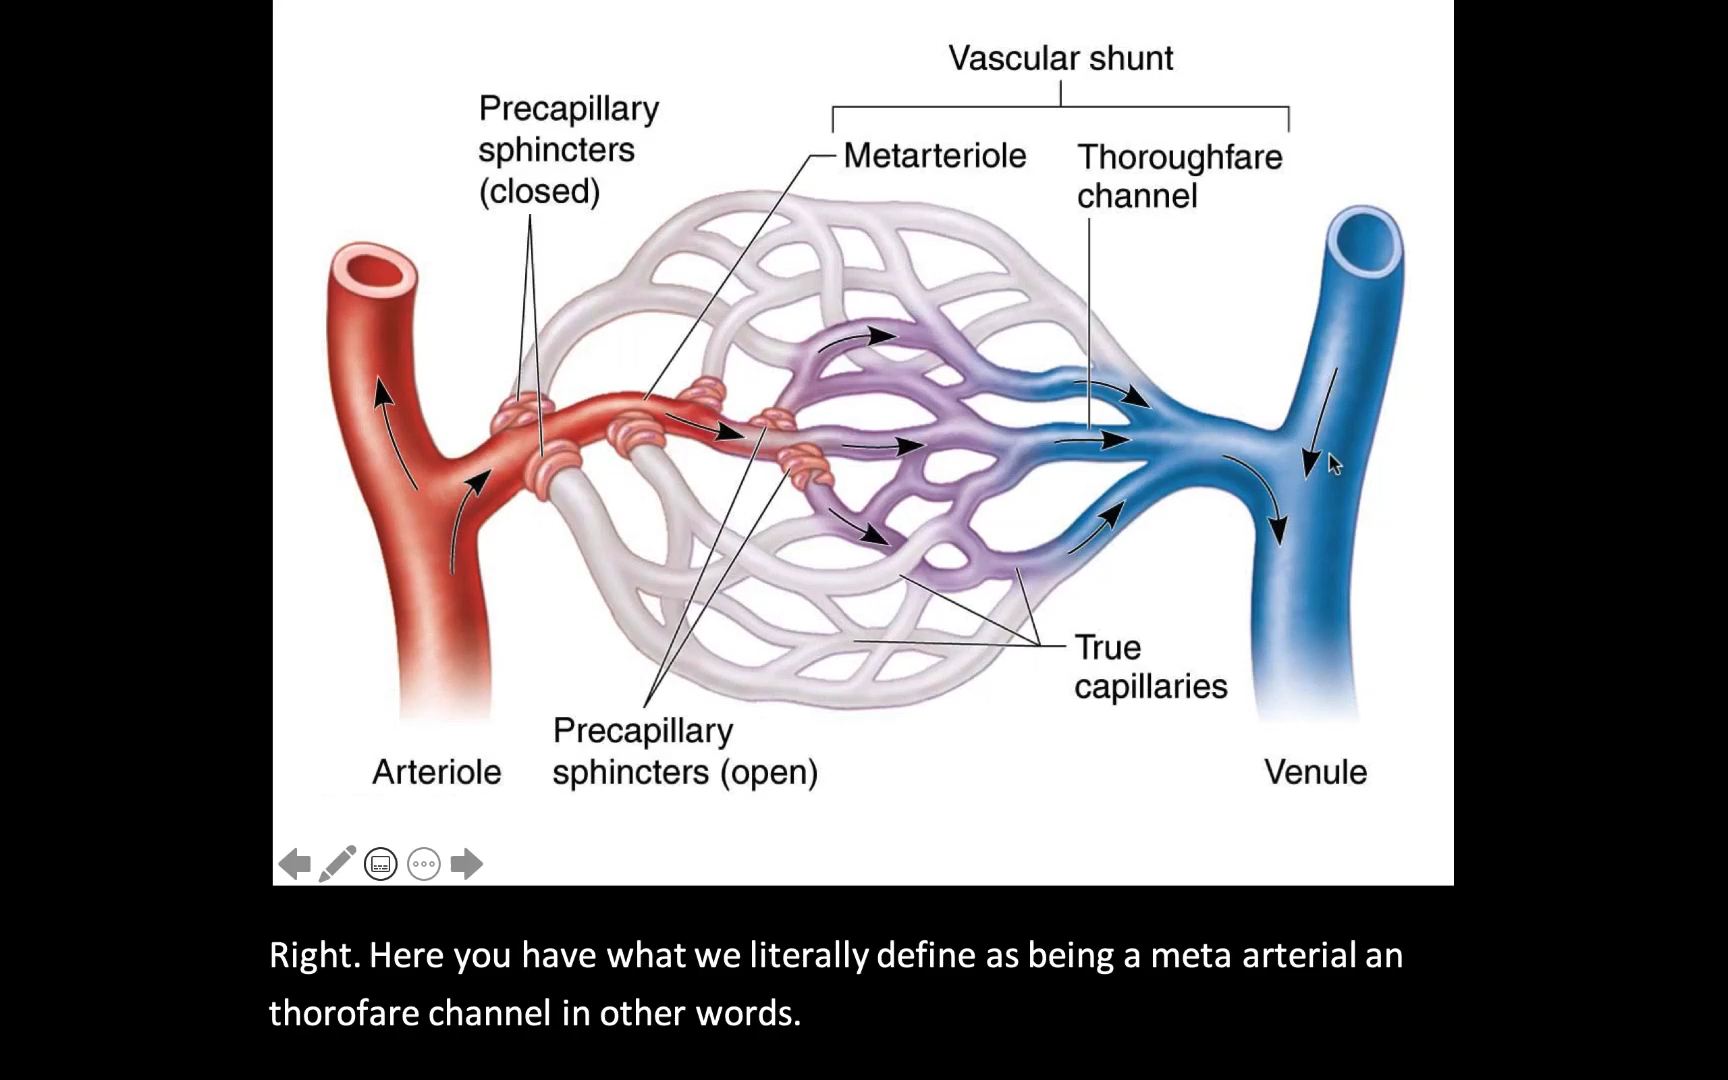 Vascular shunt
Precapillary
sphincters
(closed)
Metarteriole
Thoroughfare
channel
True
capillaries
Precapillary
sphincters (open)
Arteriole
Venule
Right. Here you have what we literally define as being a meta arterial an
thorofare channel in other words.